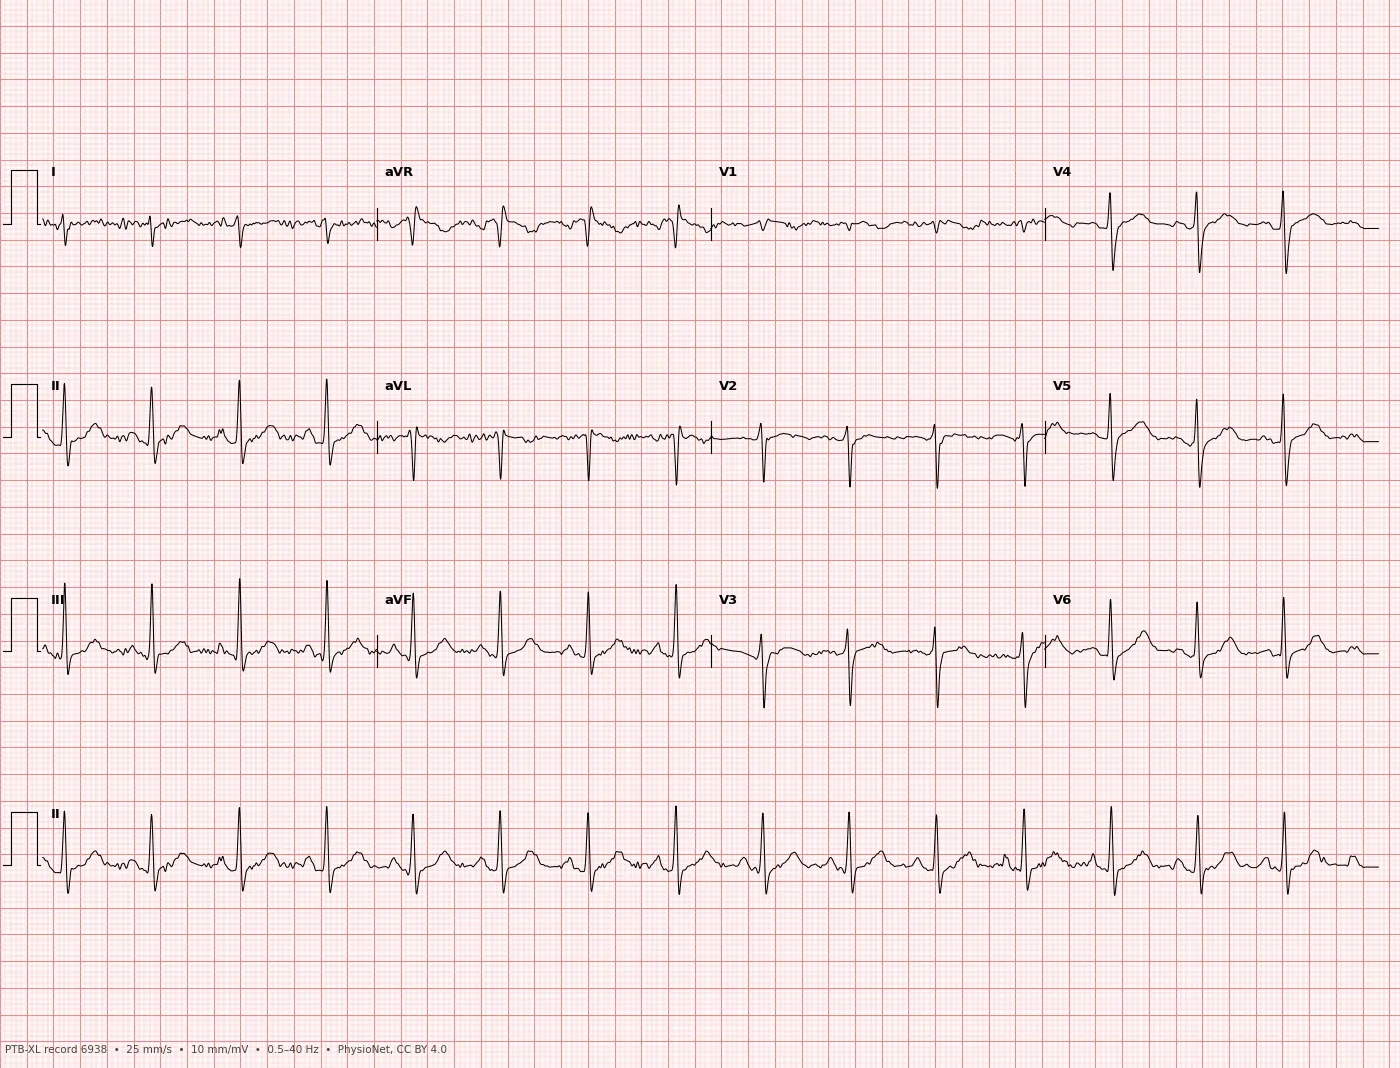 I aVR V1 V4
II aVL V2 V5
III aVF V3 V6
II
PTB-XL record 6938 • 25 mm/s • 10 mm/mV • 0.5–40 Hz • PhysioNet, CC BY 4.0